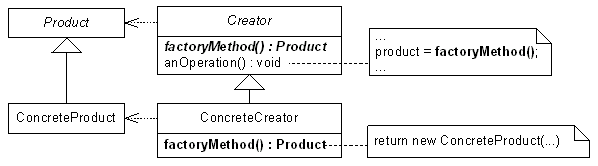 Product
Creator
factoryMethod() : Product
anOperation() : void
...
product = factoryMethod();
...
ConcreteProduct
ConcreteCreator
factoryMethod() : Product
return new ConcreteProduct(...)